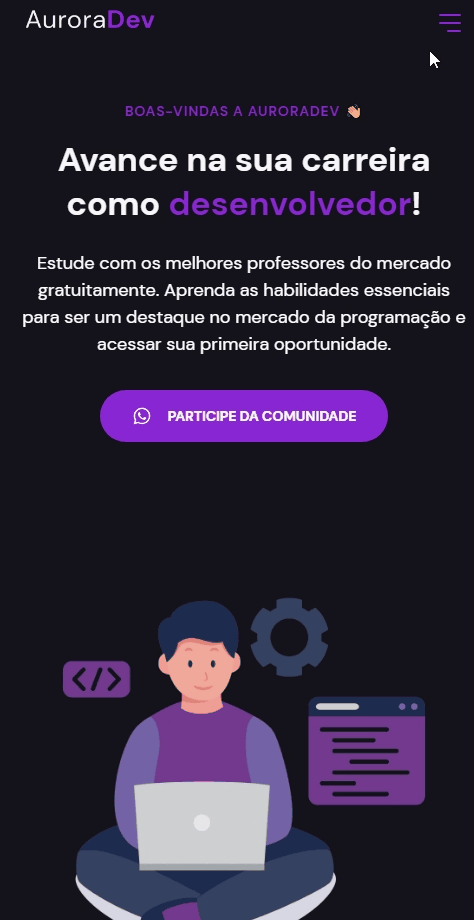 AuroraDev
BOAS-VINDAS A AURORADEV 👋
Avance na sua carreira
como desenvolvedor!
Estude com os melhores professores do mercado
gratuitamente. Aprenda as habilidades essenciais
para ser um destaque no mercado da programação e
acessar sua primeira oportunidade.
PARTICIPE DA COMUNIDADE
</>